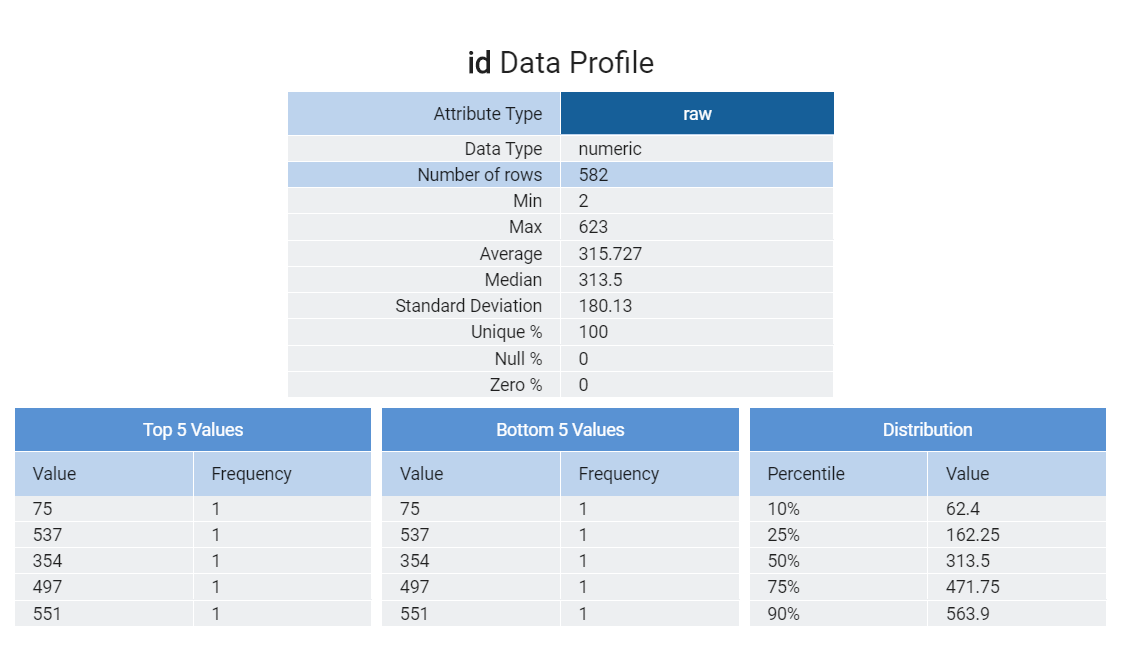 id Data Profile
Attribute Type raw
Data Type numeric
Number of rows 582
Min 2
Max 623
Average 315.727
Median 313.5
Standard Deviation 180.13
Unique % 100
Null % 0
Zero % 0
Top 5 Values
Value Frequency
75 1
537 1
354 1
497 1
551 1
Bottom 5 Values
Value Frequency
75 1
537 1
354 1
497 1
551 1
Distribution
Percentile Value
10% 62.4
25% 162.25
50% 313.5
75% 471.75
90% 563.9